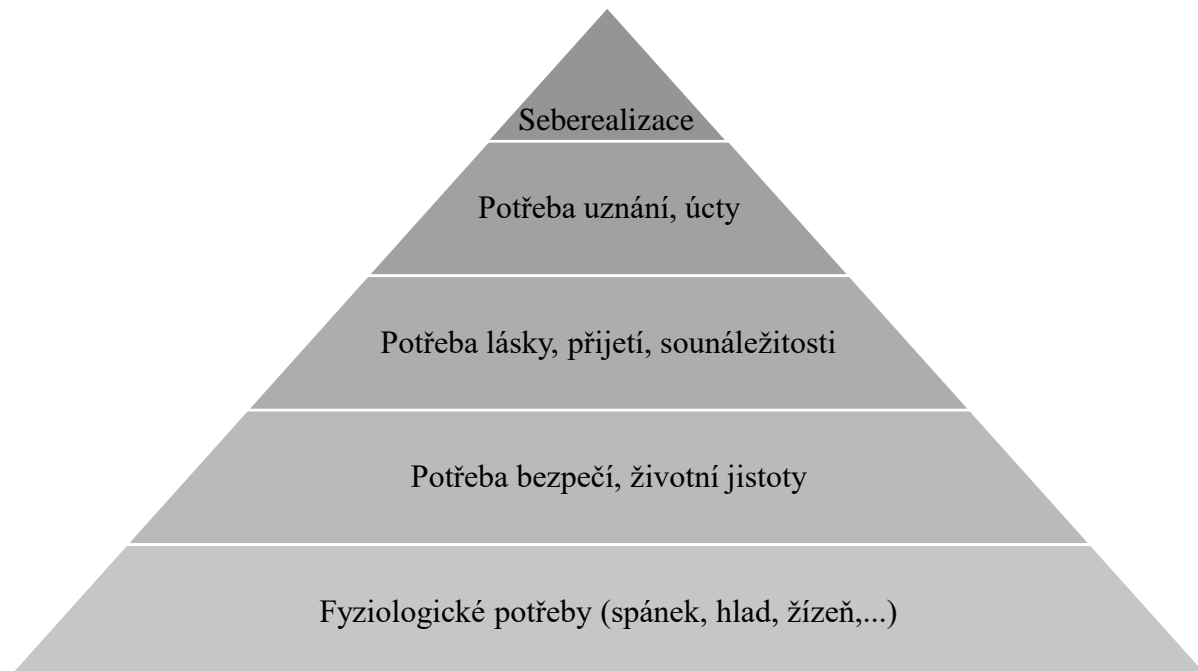 Seberealizace
Potřeba uznání, úcty
Potřeba lásky, přijetí, sounáležitosti
Potřeba bezpečí, životní jistoty
Fyziologické potřeby (spánek, hlad, žízeň,...)